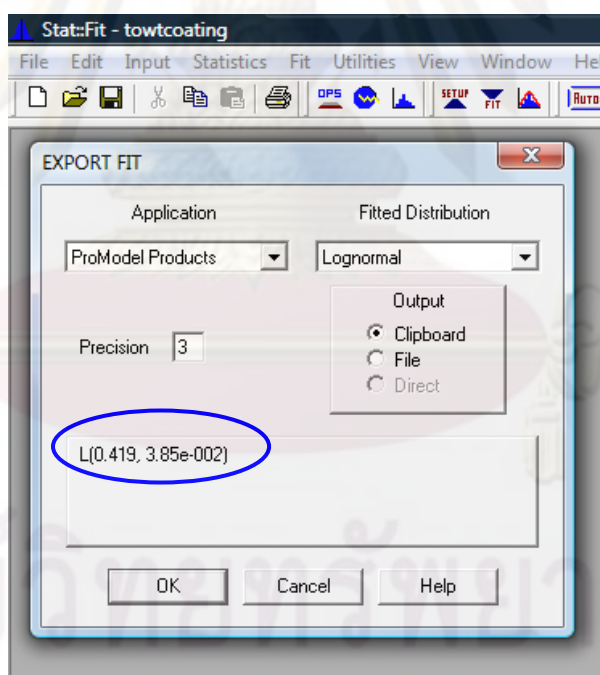 Stat::Fit - towtcoating
File Edit Input Statistics Fit Utilities View Window
OPS SETUP FIT
EXPORT FIT
Application Fitted Distribution
ProModel Products Lognormal
Output
Clipboard
Precision 3
File
Direct
L(0.419, 3.85e-002)
OK Cancel Help